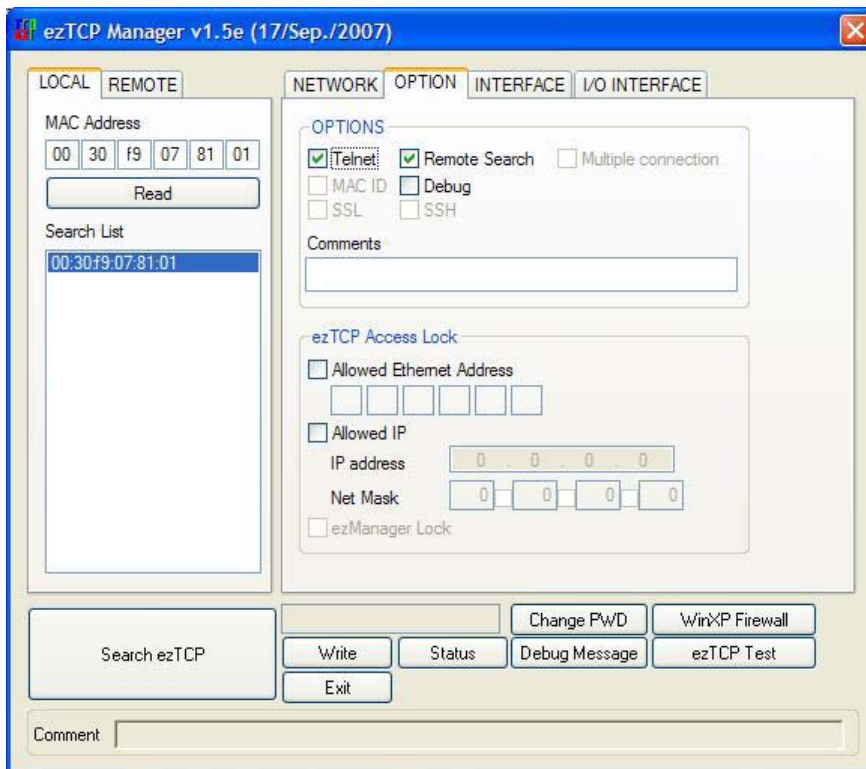 ezTCP Manager v1.5e (17/Sep./2007)
LOCAL REMOTE
MAC Address
00 30 f9 07 81 01
Read
Search List
00:30:f9:07:81:01
NETWORK OPTION INTERFACE I/O INTERFACE
OPTIONS
Telnet Remote Search Multiple connection
MAC ID Debug
SSL SSH
Comments
ezTCP Access Lock
Allowed Ethernet Address
Allowed IP
IP address 0 . 0 . 0 . 0
Net Mask 0 0 0 0
ezManager Lock
Search ezTCP
Change PWD WinXP Firewall
Write Status Debug Message ezTCP Test
Exit
Comment